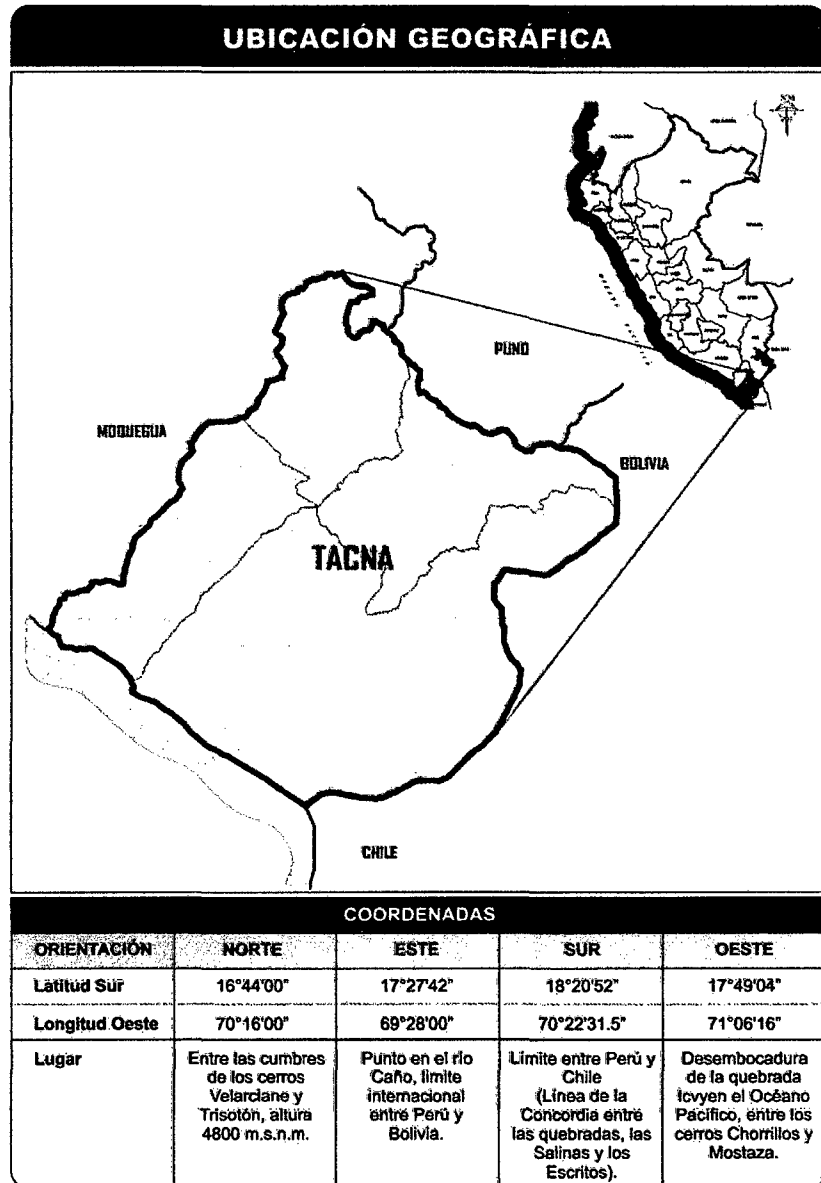 UBICACIÓN GEOGRÁFICA
PUNO
MOQUEGUA
BOLIVIA
TACNA
CHILE
COORDENADAS
ORIENTACIÓN NORTE ESTE SUR OESTE
Latitud Sur 16°44'00" 17°27'42" 18°20'52" 17°49'04"
Longitud Oeste 70°16'00" 69°28'00" 70°22'31.5" 71°06'16"
Lugar
Entre las cumbres
de los cerros
Velarclane y
Trisotón, altura
4800 m.s.n.m.
Punto en el río
Caño, limite
internacional
entre Perú y
Bolivia.
Limite entre Perú y
Chile
(Línea de la
Concordia entre
las quebradas, las
Salinas y los
Escritos).
Desembocadura
de la quebrada
Icvyen el Océano
Pacífico, entre los
cerros Chorrillos y
Mostaza.